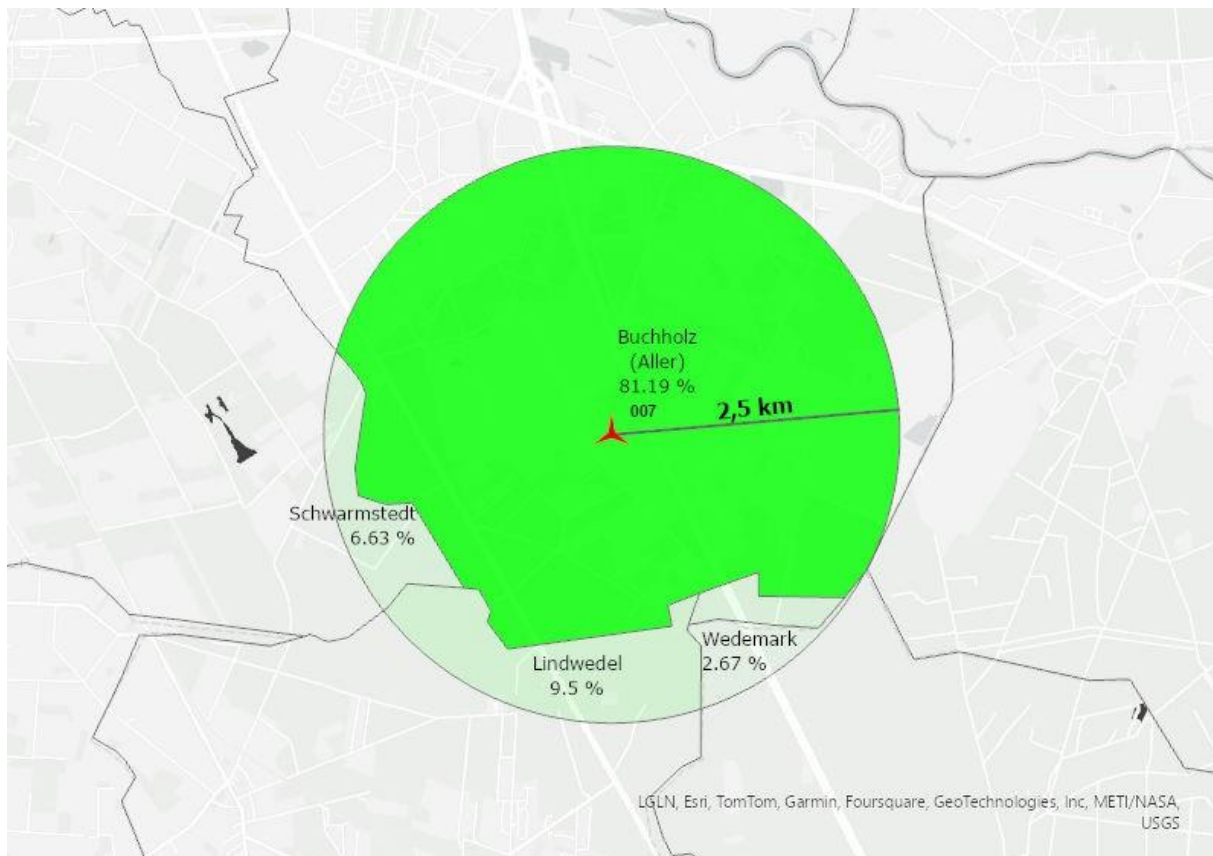 Buchholz
(Aller)
81.19 %
007
2,5 km
Schwarmstedt
6.63 %
Wedemark
2.67 %
Lindwedel
9.5 %
LGLN, Esri, TomTom, Garmin, Foursquare, GeoTechnologies, Inc, METI/NASA,
USGS